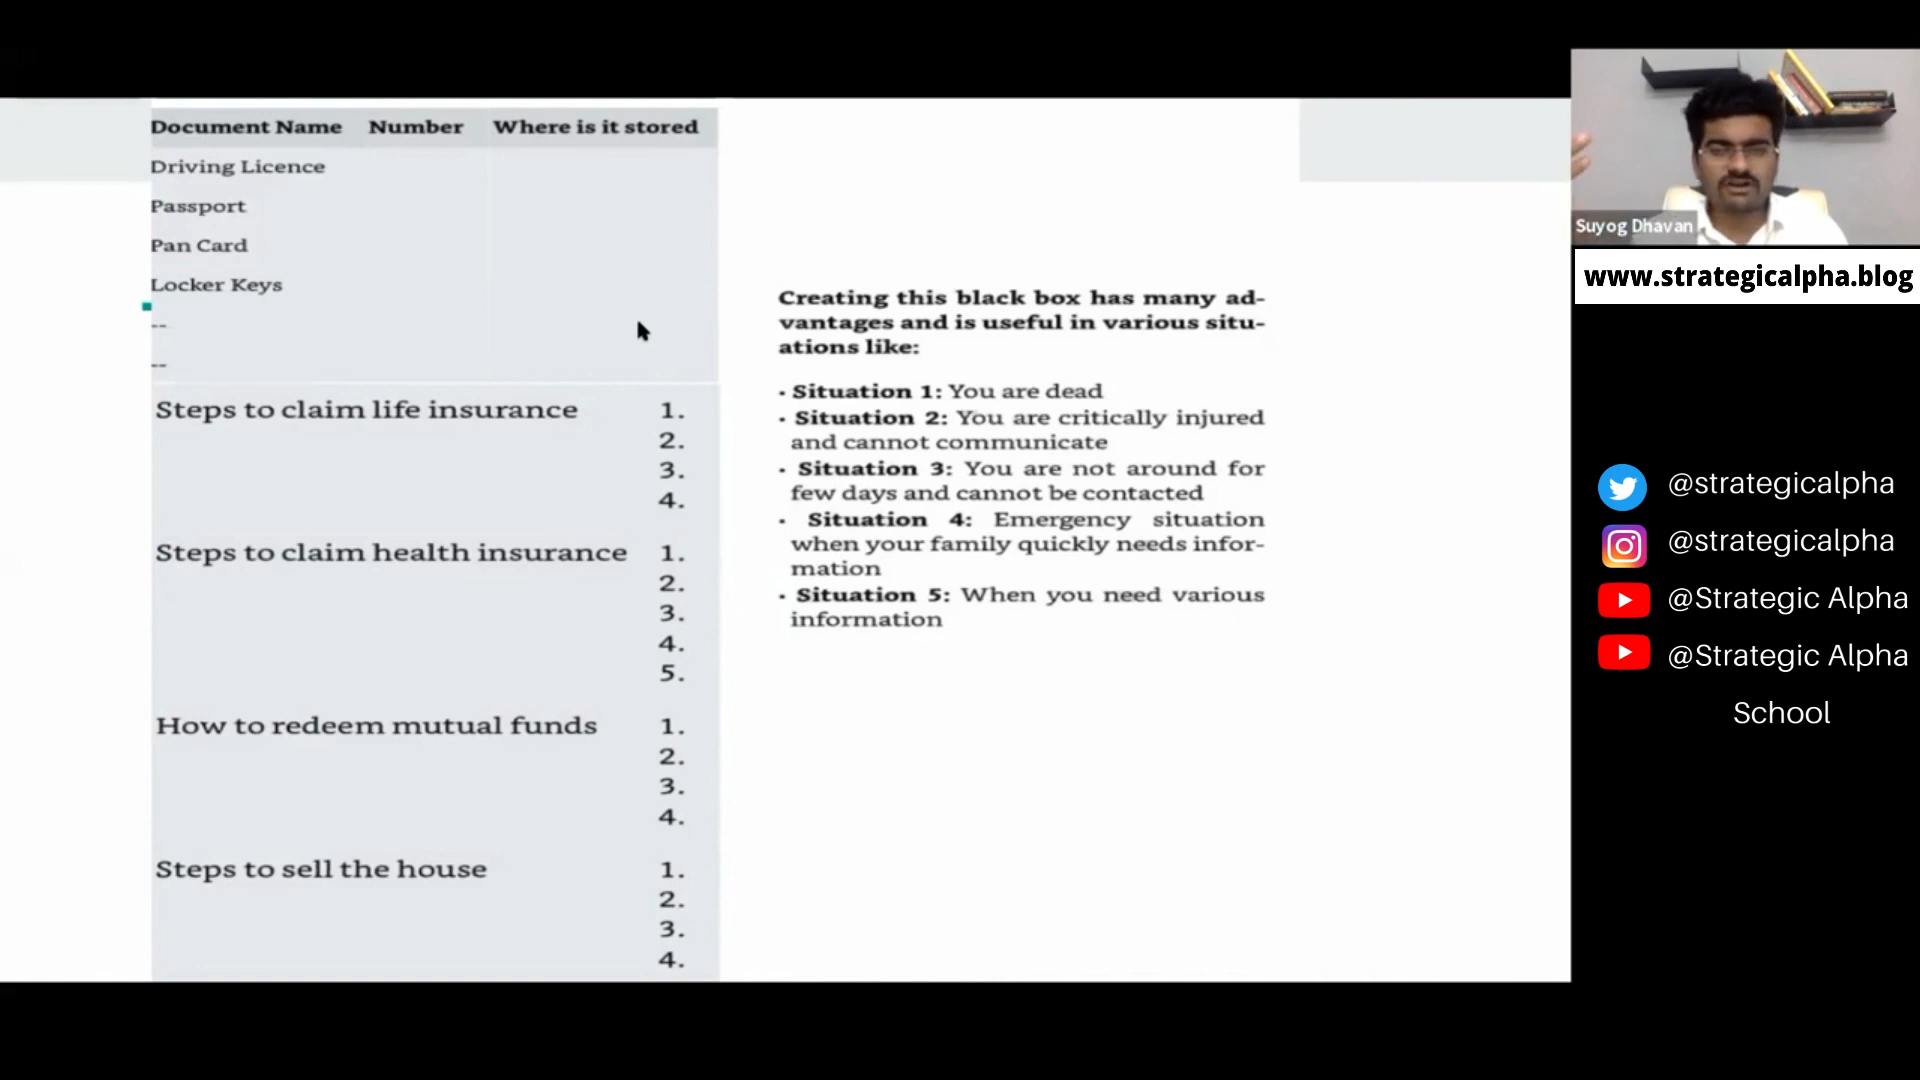 Document Name Number Where is it stored
Driving Licence
Passport
Pan Card
Locker Keys
--
--
Steps to claim life insurance 1.
2.
3.
4.
Steps to claim health insurance 1.
2.
3.
4.
5.
How to redeem mutual funds 1.
2.
3.
4.
Steps to sell the house 1.
2.
3.
4.
Creating this black box has many ad-
vantages and is useful in various situ-
ations like:
• Situation 1: You are dead
• Situation 2: You are critically injured
and cannot communicate
• Situation 3: You are not around for
few days and cannot be contacted
• Situation 4: Emergency situation
when your family quickly needs infor-
mation
• Situation 5: When you need various
information
Suyog Dhavan
www.strategicalpha.blog
@strategicalpha
@strategicalpha
@Strategic Alpha
@Strategic Alpha
School